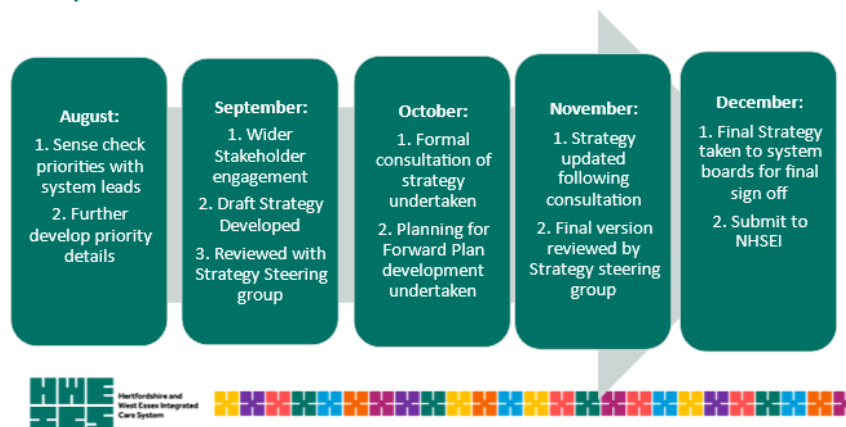 August:
1. Sense check
priorities with
system leads
2. Further
develop priority
details
September:
1. Wider
Stakeholder
engagement
2. Draft Strategy
Developed
3. Reviewed with
Strategy Steering
group
October:
1. Formal
consultation of
strategy
undertaken
2. Planning for
Forward Plan
development
undertaken
November:
1. Strategy
updated
following
consultation
2. Final version
reviewed by
Strategy steering
group
December:
1. Final Strategy
taken to system
boards for final
sign off
2. Submit to
NHSEI
HWE
ICS
Hertfordshire and
West Essex Integrated
Care System